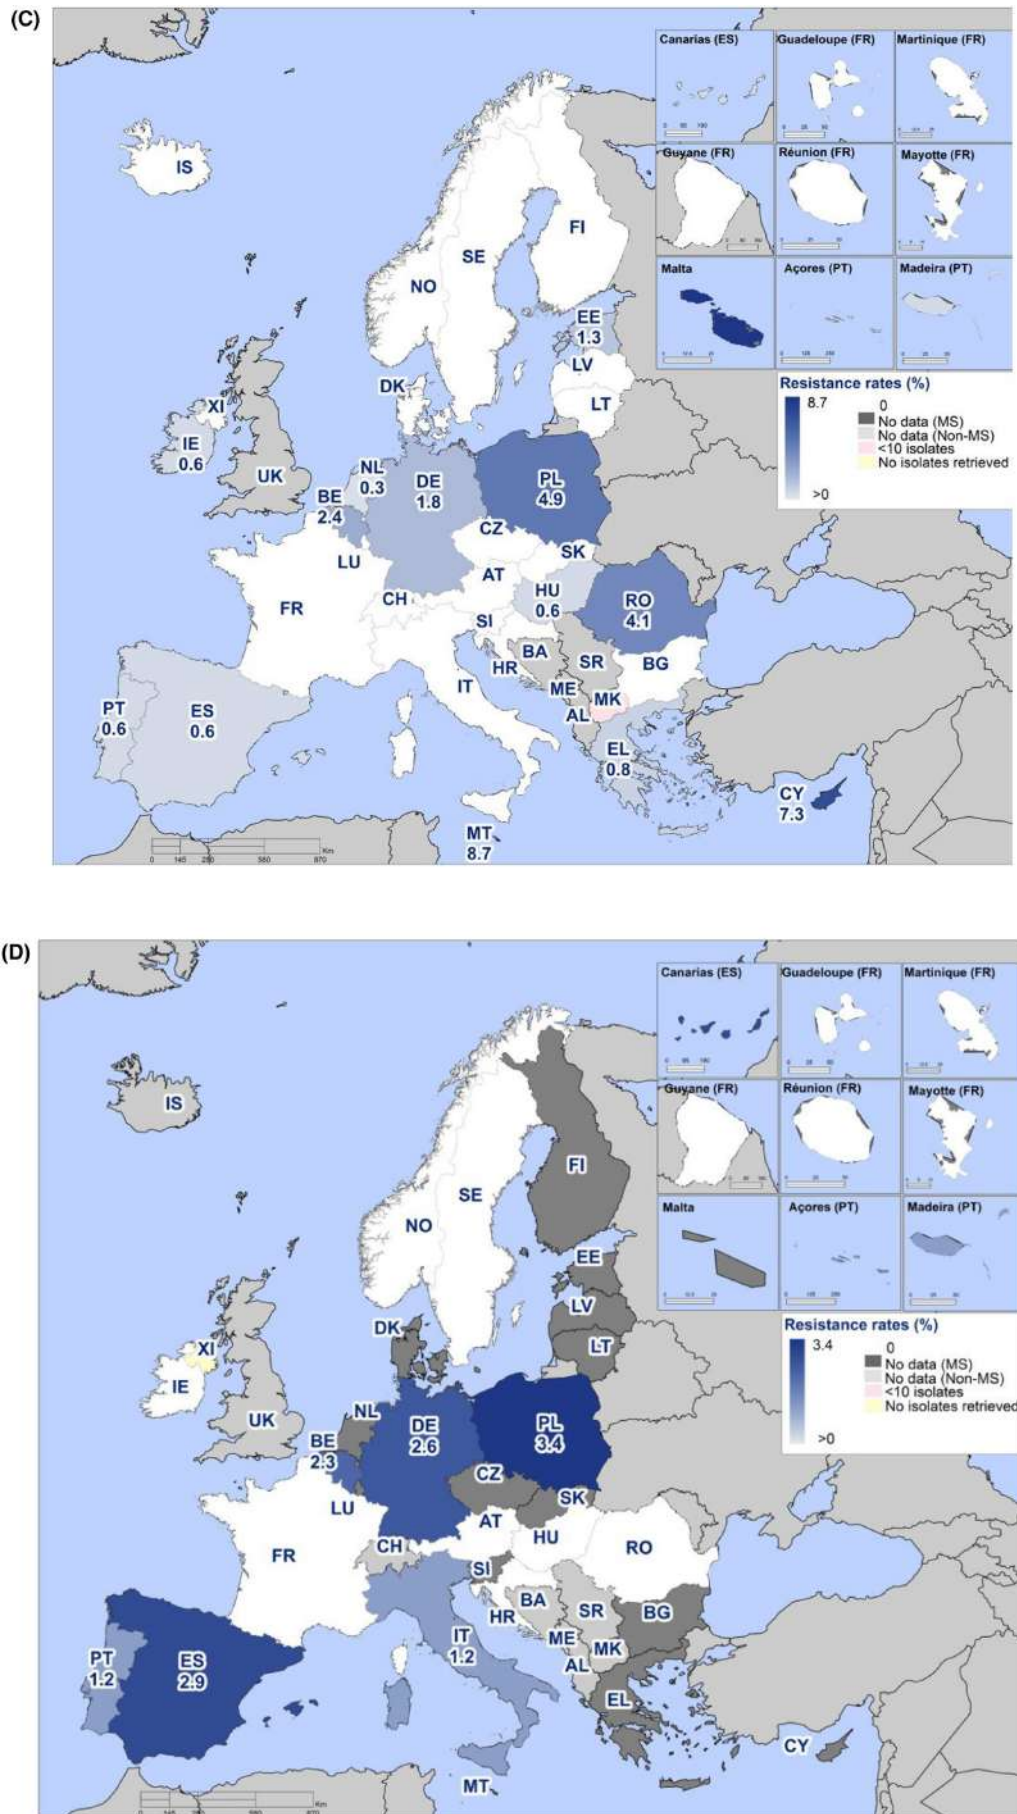 (C)
Canarias (ES)
Guadeloupe (FR)
Martinique (FR)
Guyane (FR)
Réunion (FR)
Mayotte (FR)
Malta
Açores (PT)
Madeira (PT)
Resistance rates (%)
8.7
>0
0
No data (MS)
No data (Non-MS)
<10 isolates
No isolates retrieved
IS
FI
SE
NO
EE
1.3
LV
LT
DK
XI
IE
0.6
UK
NL
0.3
BE
2.4
DE
1.8
PL
4.9
CZ
SK
LU
AT
HU
0.6
RO
4.1
CH
FR
SI
BA
SR
BG
HR
IT
ME
MK
AL
PT
0.6
ES
0.6
EL
0.8
CY
7.3
MT
8.7
Km
(D)
Canarias (ES)
Guadeloupe (FR)
Martinique (FR)
Guyane (FR)
Réunion (FR)
Mayotte (FR)
Malta
Açores (PT)
Madeira (PT)
Resistance rates (%)
3.4
>0
0
No data (MS)
No data (Non-MS)
<10 isolates
No isolates retrieved
IS
FI
SE
NO
EE
LV
LT
DK
XI
IE
UK
NL
BE
2.3
DE
2.6
PL
3.4
CZ
SK
LU
AT
HU
RO
CH
FR
SI
BA
SR
BG
HR
IT
1.2
ME
MK
AL
PT
1.2
ES
2.9
EL
CY
MT
Km